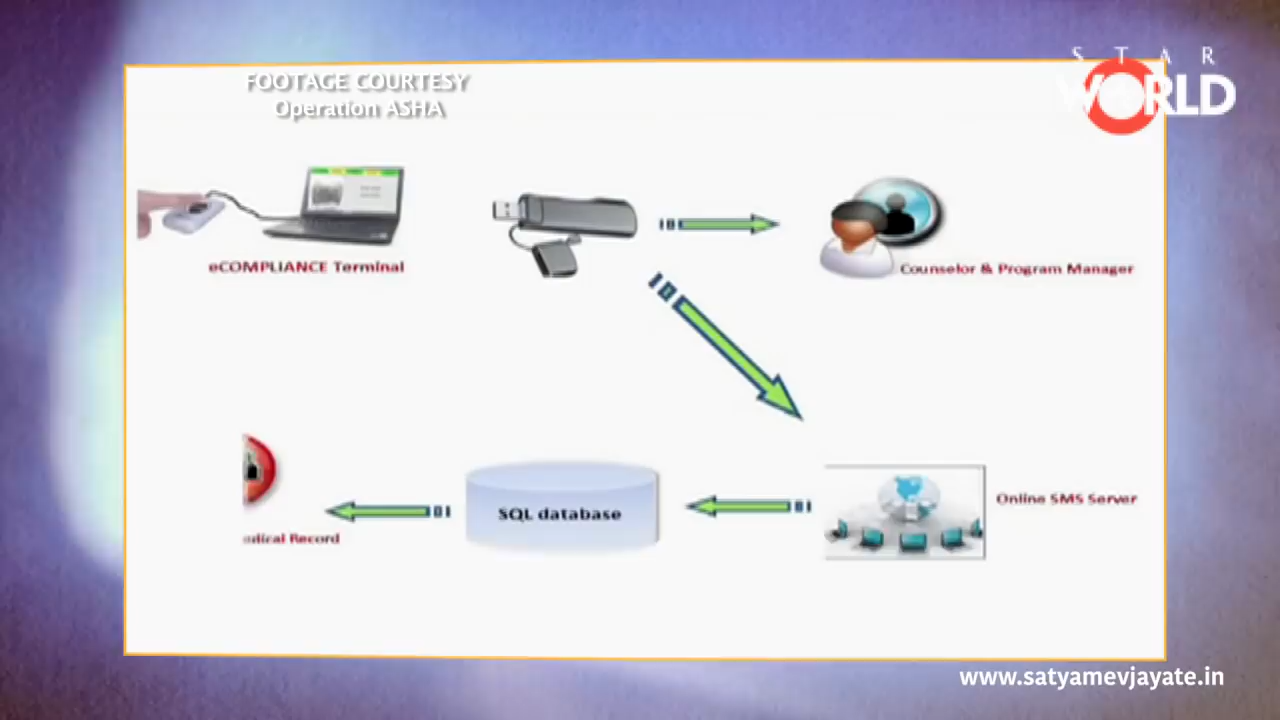 STAR
WORLD
FOOTAGE COURTESY
Operation ASHA
eCOMPLIANCE Terminal
Counselor & Program Manager
SQL database
Online SMS Server
Record
www.satyamevjayate.in